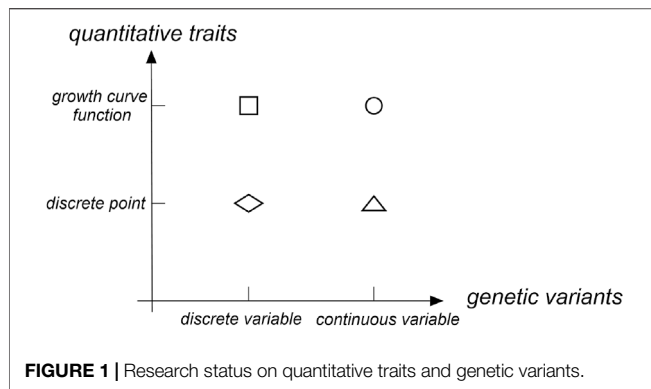 quantitative traits
growth curve
function
discrete point
discrete variable
continuous variable
genetic variants
FIGURE 1 | Research status on quantitative traits and genetic variants.